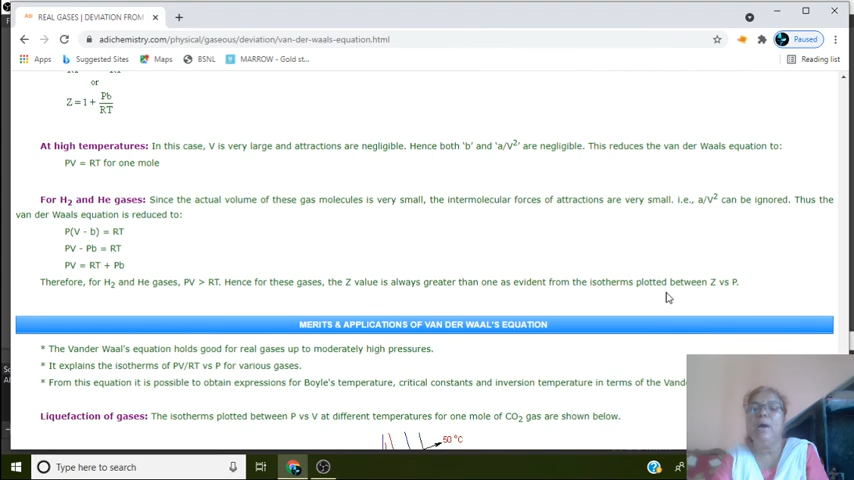 REAL GASES | DEVIATION FROM
adichemistry.com/physical/gaseous/deviation/van-der-waals-equation.html
Paused
Apps
Suggested Sites
Maps
BSNL
MARROW - Gold st...
Reading list
or
Z = 1 + Pb/RT
At high temperatures: In this case, V is very large and attractions are negligible. Hence both 'b' and 'a/V²' are negligible. This reduces the van der Waals equation to:
PV = RT for one mole
For H₂ and He gases: Since the actual volume of these gas molecules is very small, the intermolecular forces of attractions are very small. i.e., a/V² can be ignored. Thus the
van der Waals equation is reduced to:
P(V - b) = RT
PV - Pb = RT
PV = RT + Pb
Therefore, for H₂ and He gases, PV > RT. Hence for these gases, the Z value is always greater than one as evident from the isotherms plotted between Z vs P.
MERITS & APPLICATIONS OF VAN DER WAAL'S EQUATION
* The Vander Waal's equation holds good for real gases up to moderately high pressures.
* It explains the isotherms of PV/RT vs P for various gases.
* From this equation it is possible to obtain expressions for Boyle's temperature, critical constants and inversion temperature in terms of the Vande
Liquefaction of gases: The isotherms plotted between P vs V at different temperatures for one mole of CO₂ gas are shown below.
50 °C
Type here to search